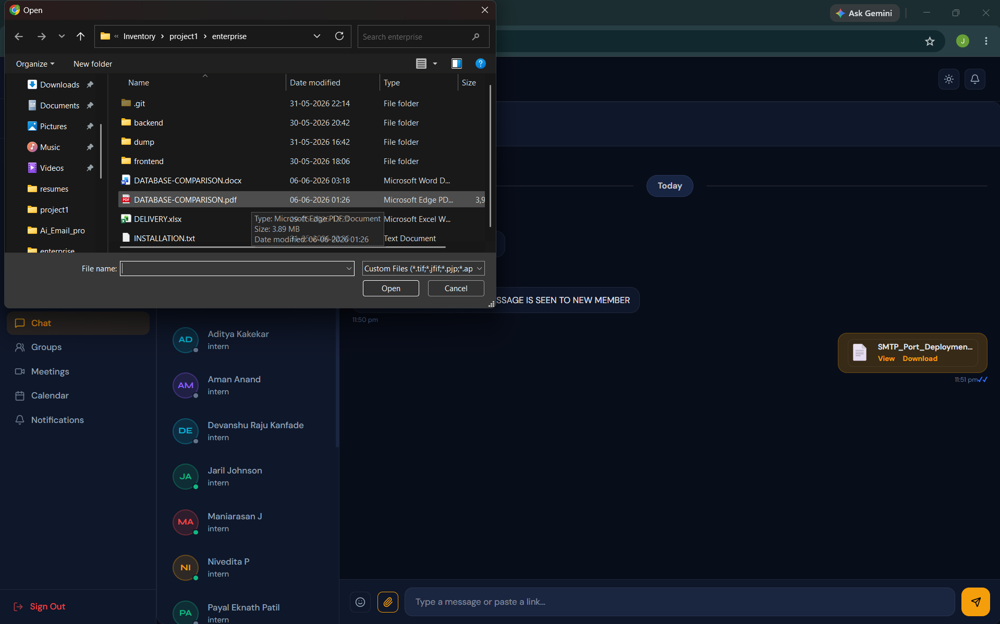 Open
Ask Gemini
« Inventory › project1 › enterprise
Search enterprise
J
Organize
New folder
?
Name
Date modified
Type
Size
Downloads
Documents
Pictures
Music
Videos
resumes
project1
Ai_Email_pro
enterprise
.git 31-05-2026 22:14 File folder
backend 30-05-2026 20:42 File folder
dump 31-05-2026 16:42 File folder
frontend 30-05-2026 18:06 File folder
DATABASE-COMPARISON.docx 06-06-2026 03:18 Microsoft Word D...
DATABASE-COMPARISON.pdf 06-06-2026 01:26 Microsoft Edge PD... 3,9
DELIVERY.xlsx Microsoft Excel W...
INSTALLATION.txt Text Document
Type: Microsoft Edge PDF Document
Size: 3.89 MB
Date modified: 06-06-2026 01:26
File name:
Custom Files (*.tif;*.jfif;*.pjp;*.ap
Open
Cancel
Chat
Groups
Meetings
Calendar
Notifications
Sign Out
AD
Aditya Kakekar
intern
AM
Aman Anand
intern
DE
Devanshu Raju Kanfade
intern
JA
Jaril Johnson
intern
MA
Maniarasan J
intern
NI
Nivedita P
intern
PA
Payal Eknath Patil
intern
Today
SSAGE IS SEEN TO NEW MEMBER
11:50 pm
SMTP_Port_Deploymen...
View Download
11:51 pm
Type a message or paste a link...